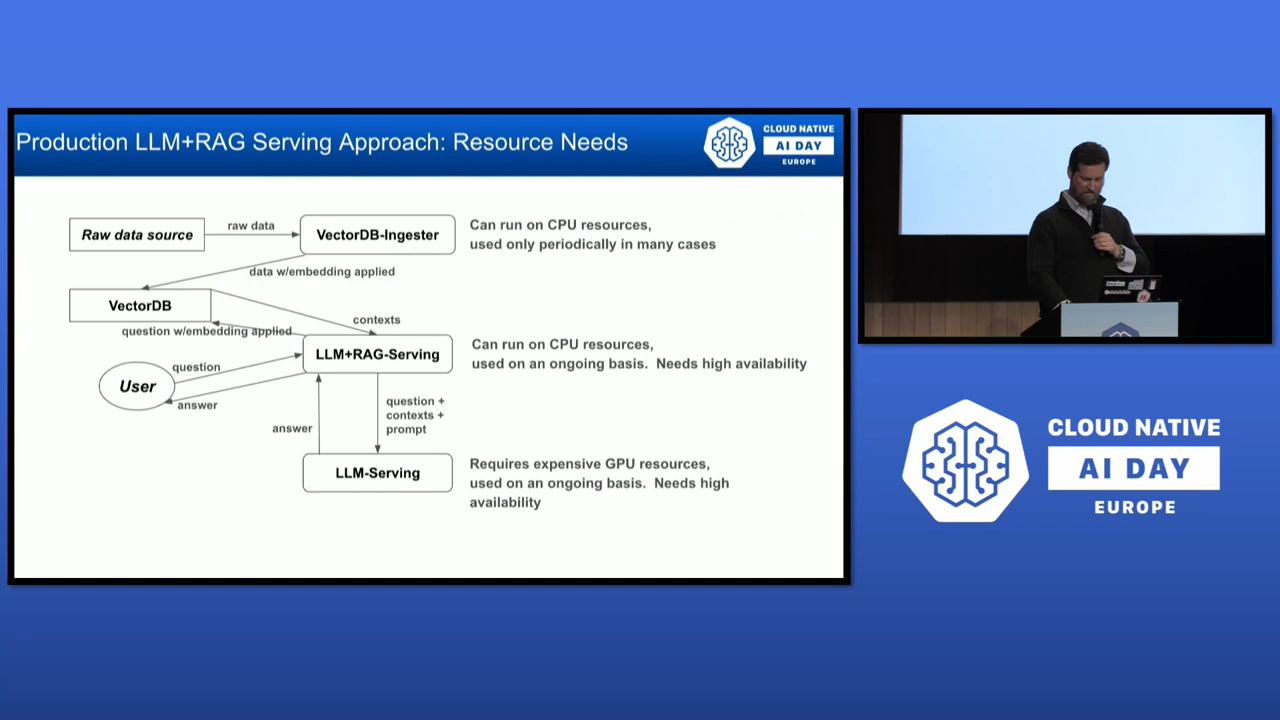 Production LLM+RAG Serving Approach: Resource Needs
CLOUD NATIVE
AI DAY
EUROPE
Raw data source
raw data
VectorDB-Ingester
Can run on CPU resources,
used only periodically in many cases
data w/embedding applied
VectorDB
contexts
question w/embedding applied
LLM+RAG-Serving
Can run on CPU resources,
used on an ongoing basis.  Needs high availability
question
User
answer
question +
contexts +
prompt
answer
LLM-Serving
Requires expensive GPU resources,
used on an ongoing basis.  Needs high
availability
CLOUD NATIVE
AI DAY
EUROPE